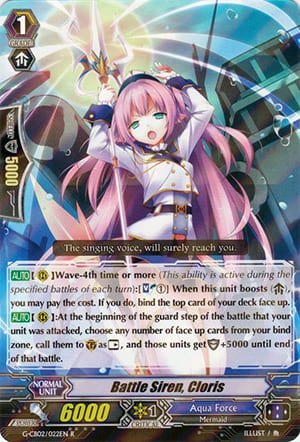 1
GRADE
5000
The singing voice, will surely reach you.
AUTO【 】Wave-4th time or more (This ability is active during the
specified battles of each turn):[ ① ] When this unit boosts ,
you may pay the cost. If you do, bind the top card of your deck face up.
AUTO【 】:At the beginning of the guard step of the battle that your
unit was attacked, choose any number of face up cards from your bind
zone, call them to as , and those units get +5000 until end
of that battle.
NORMAL
UNIT
Battle Siren, Cloris
POWER
6000
1
CRITICAL
Aqua Force
Mermaid
G-CB02/022EN R
ILLUST /